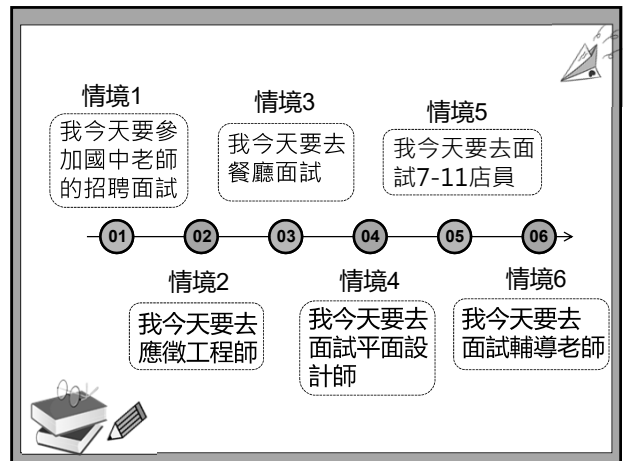 情境1
我今天要參
加國中老師
的招聘面試
情境3
我今天要去
餐廳面試
情境5
我今天要去面
試7-11店員
01
02
03
04
05
06
情境2
我今天要去
應徵工程師
情境4
我今天要去
面試平面設
計師
情境6
我今天要去
面試輔導老師